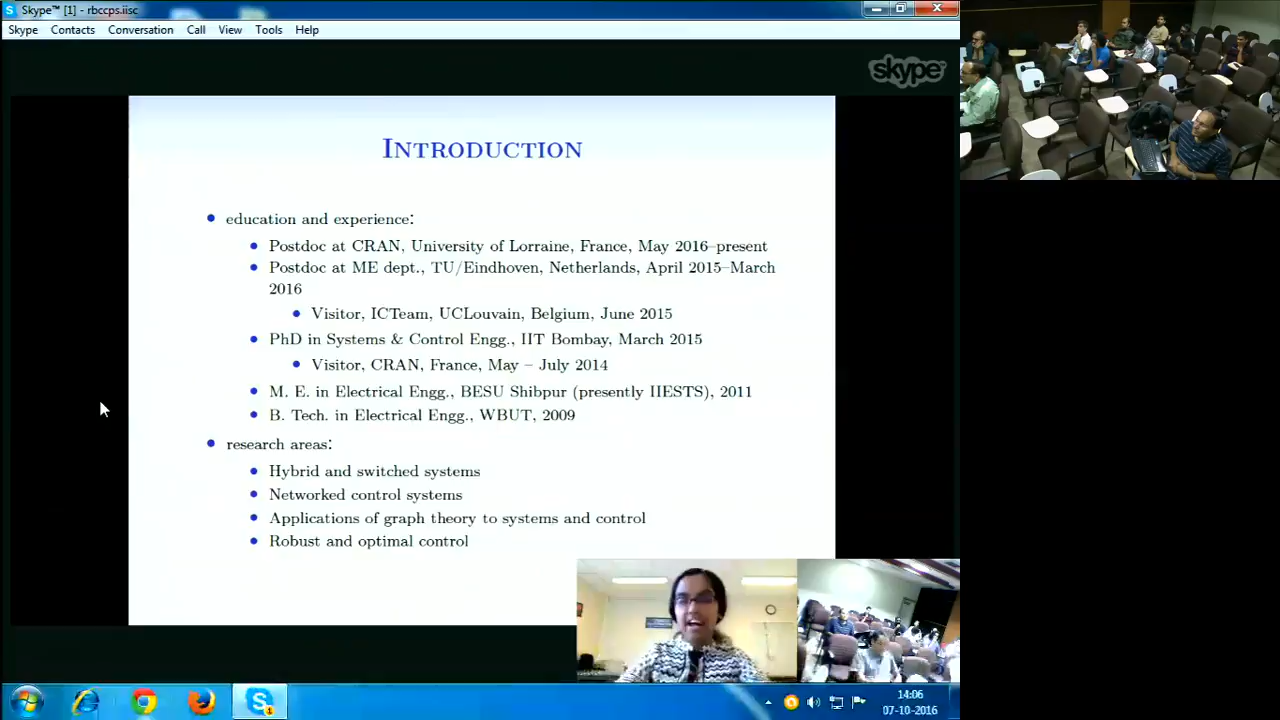 Skype™ [1] - rbccps.iisc
Skype Contacts Conversation Call View Tools Help
skype
INTRODUCTION
• education and experience:
• Postdoc at CRAN, University of Lorraine, France, May 2016–present
• Postdoc at ME dept., TU/Eindhoven, Netherlands, April 2015–March
2016
• Visitor, ICTeam, UCLouvain, Belgium, June 2015
• PhD in Systems & Control Engg., IIT Bombay, March 2015
• Visitor, CRAN, France, May – July 2014
• M. E. in Electrical Engg., BESU Shibpur (presently IIESTS), 2011
• B. Tech. in Electrical Engg., WBUT, 2009
• research areas:
• Hybrid and switched systems
• Networked control systems
• Applications of graph theory to systems and control
• Robust and optimal control
14:06
07-10-2016